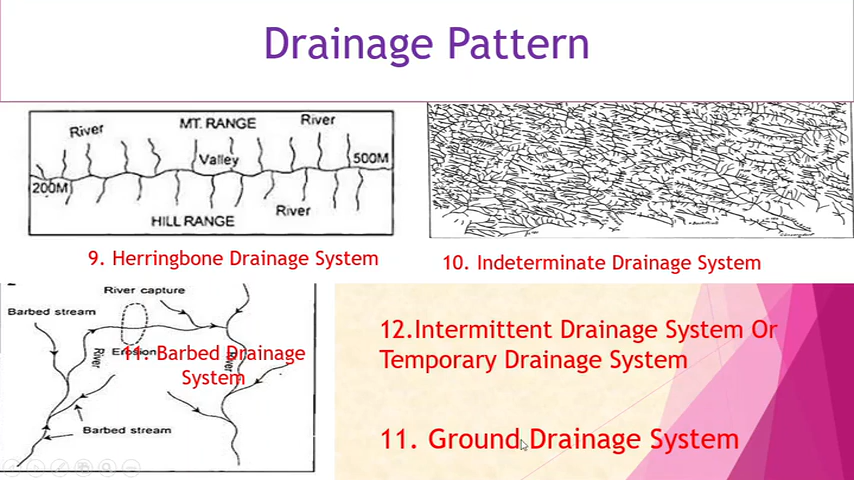 Drainage Pattern
River
MT. RANGE
River
Valley
500M
200M
HILL RANGE
River
9. Herringbone Drainage System
10. Indeterminate Drainage System
River capture
Barbed stream
Erosion
River
River
11. Barbed Drainage
System
Barbed stream
12.Intermittent Drainage System Or
Temporary Drainage System
11. Ground Drainage System